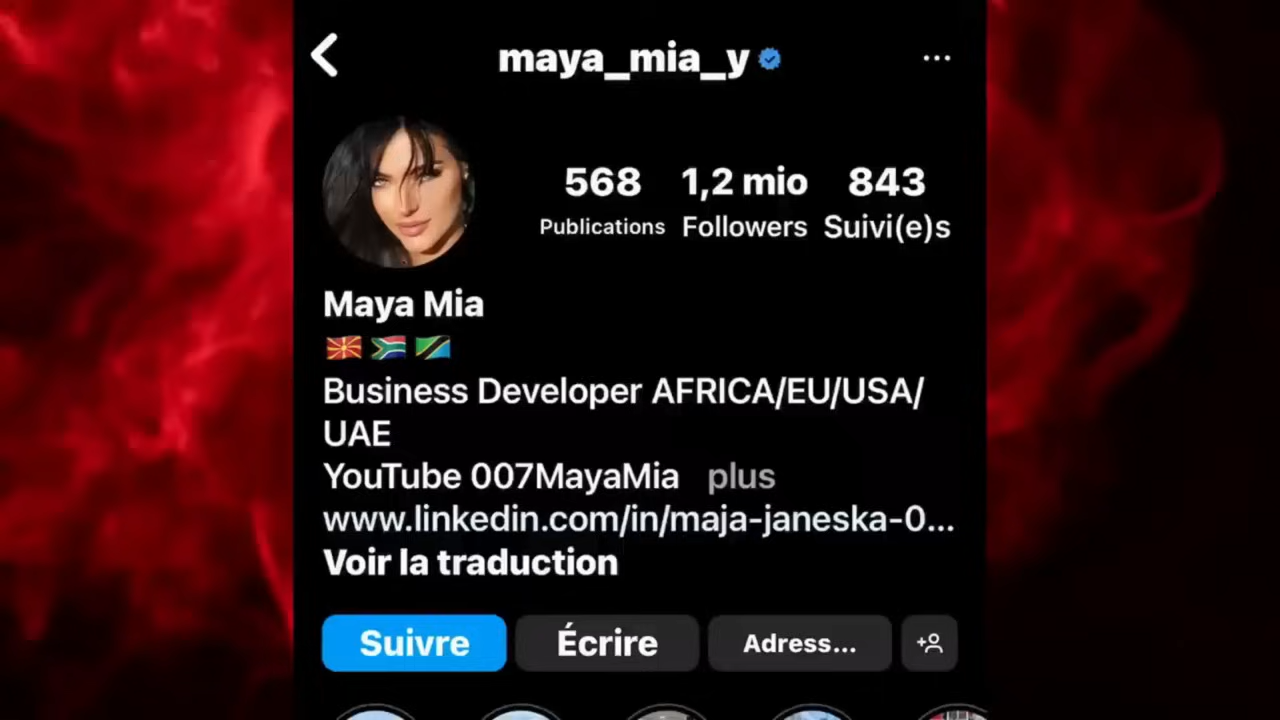 maya_mia_y
568 1,2 mio 843
Publications Followers Suivi(e)s
Maya Mia
Business Developer AFRICA/EU/USA/
UAE
YouTube 007MayaMia plus
www.linkedin.com/in/maja-janeska-0...
Voir la traduction
Suivre Écrire Adress...